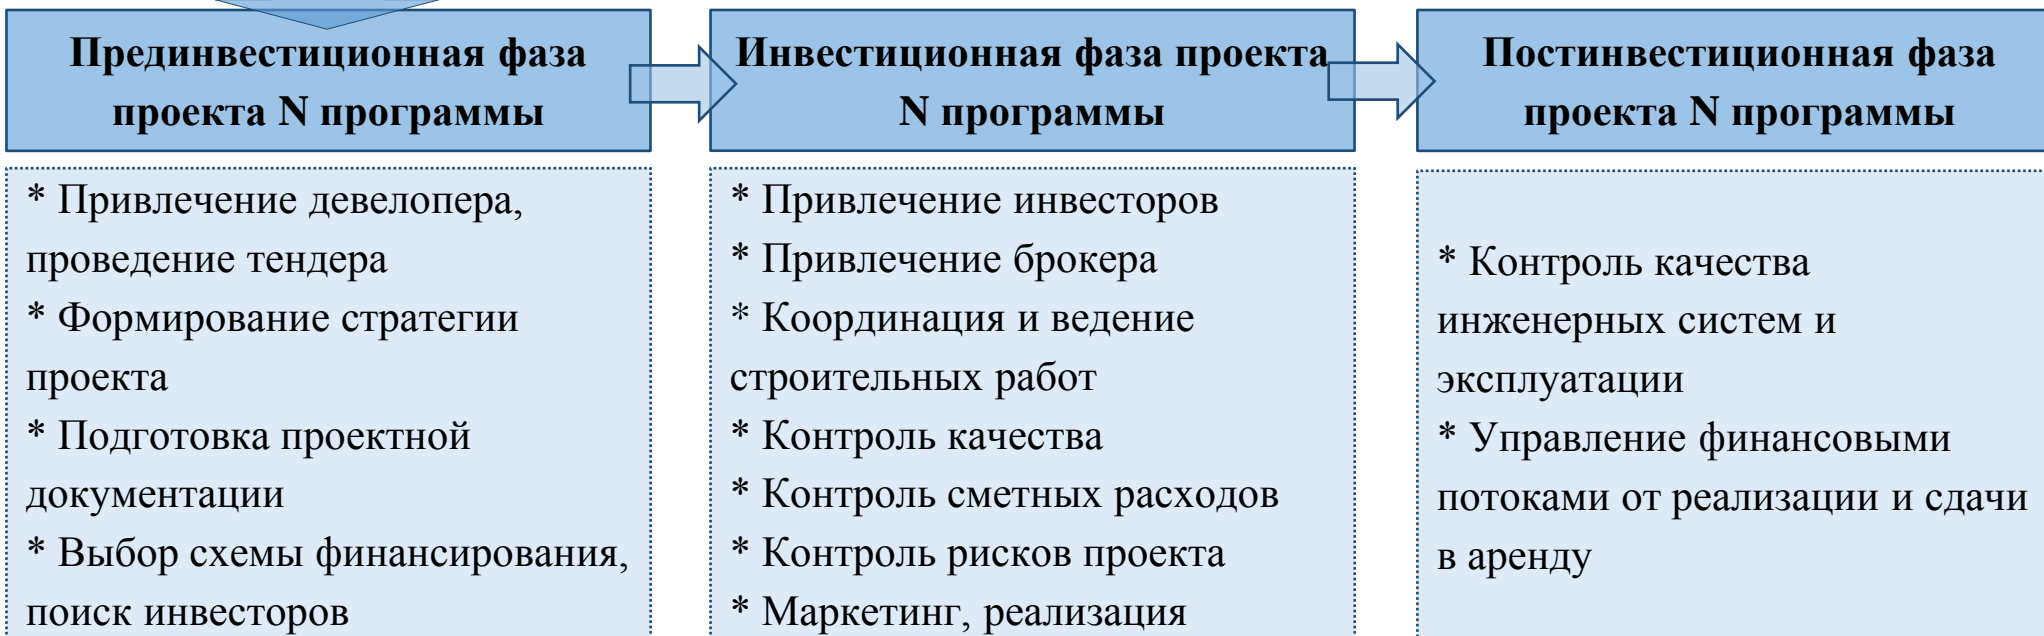 Прединвестиционная фаза
проекта N программы
* Привлечение девелопера,
проведение тендера
* Формирование стратегии
проекта
* Подготовка проектной
документации
* Выбор схемы финансирования,
поиск инвесторов
Инвестиционная фаза проекта
N программы
* Привлечение инвесторов
* Привлечение брокера
* Координация и ведение
строительных работ
* Контроль качества
* Контроль сметных расходов
* Контроль рисков проекта
* Маркетинг, реализация
Постинвестиционная фаза
проекта N программы
* Контроль качества
инженерных систем и
эксплуатации
* Управление финансовыми
потоками от реализации и сдачи
в аренду